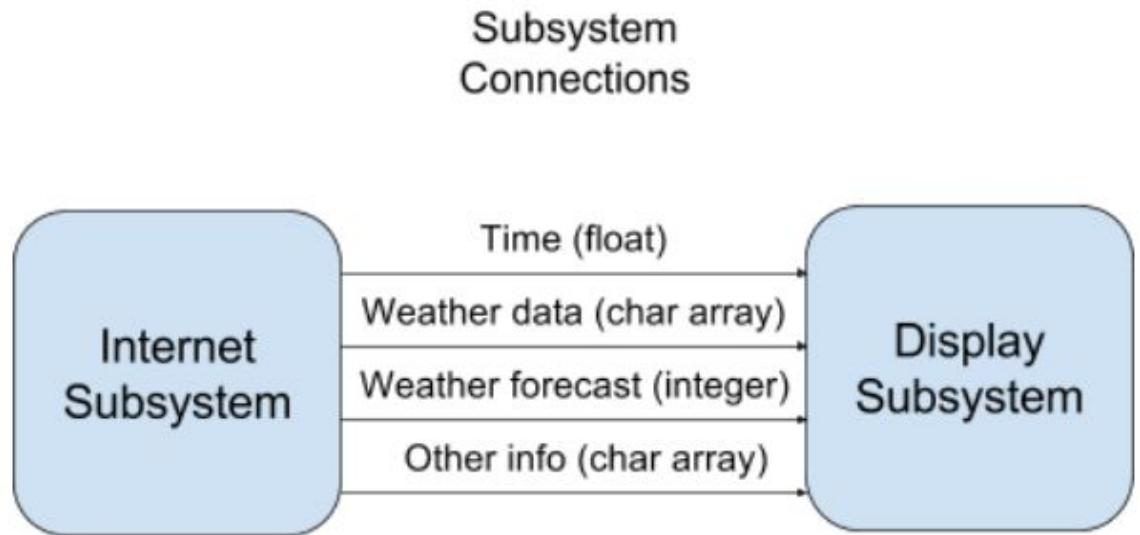 Subsystem
Connections
Time (float)
Weather data (char array)
Internet
Subsystem
Display
Subsystem
Weather forecast (integer)
Other info (char array)